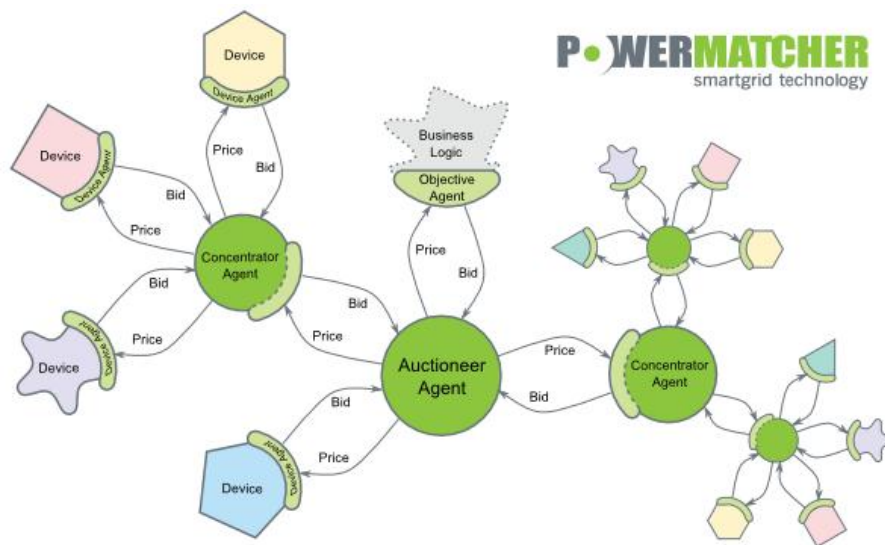 POWERMATCHER
smartgrid technology
Device
Device Agent
Price
Bid
Device
Device Agent
Bid
Price
Business
Logic
Objective
Agent
Price
Bid
Concentrator
Agent
Bid
Price
Device
Device Agent
Bid
Price
Auctioneer
Agent
Price
Bid
Concentrator
Agent
Bid
Price
Device
Device Agent